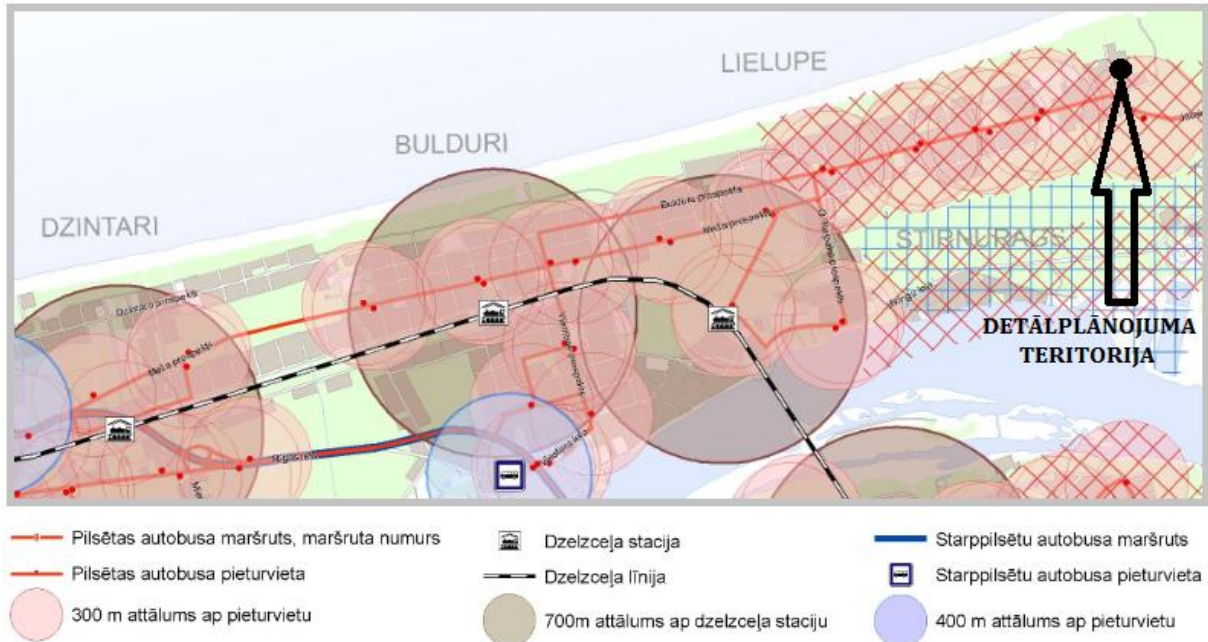 LIELUPE
BULDURI
DZINTARI
STIRNURAGS
Bulduru prospekts
Meža prospekts
Dzintaru prospekts
Meža prospekts
Viestura iela
DETĀLPLĀNOJUMA
TERITORIJA
Pilsētas autobusa maršruts, maršruta numurs
Dzelzceļa stacija
Starppilsētu autobusa maršruts
Pilsētas autobusa pieturvieta
Dzelzceļa līnija
Starppilsētu autobusa pieturvieta
300 m attālums ap pieturvietu
700m attālums ap dzelzceļa staciju
400 m attālums ap pieturvietu